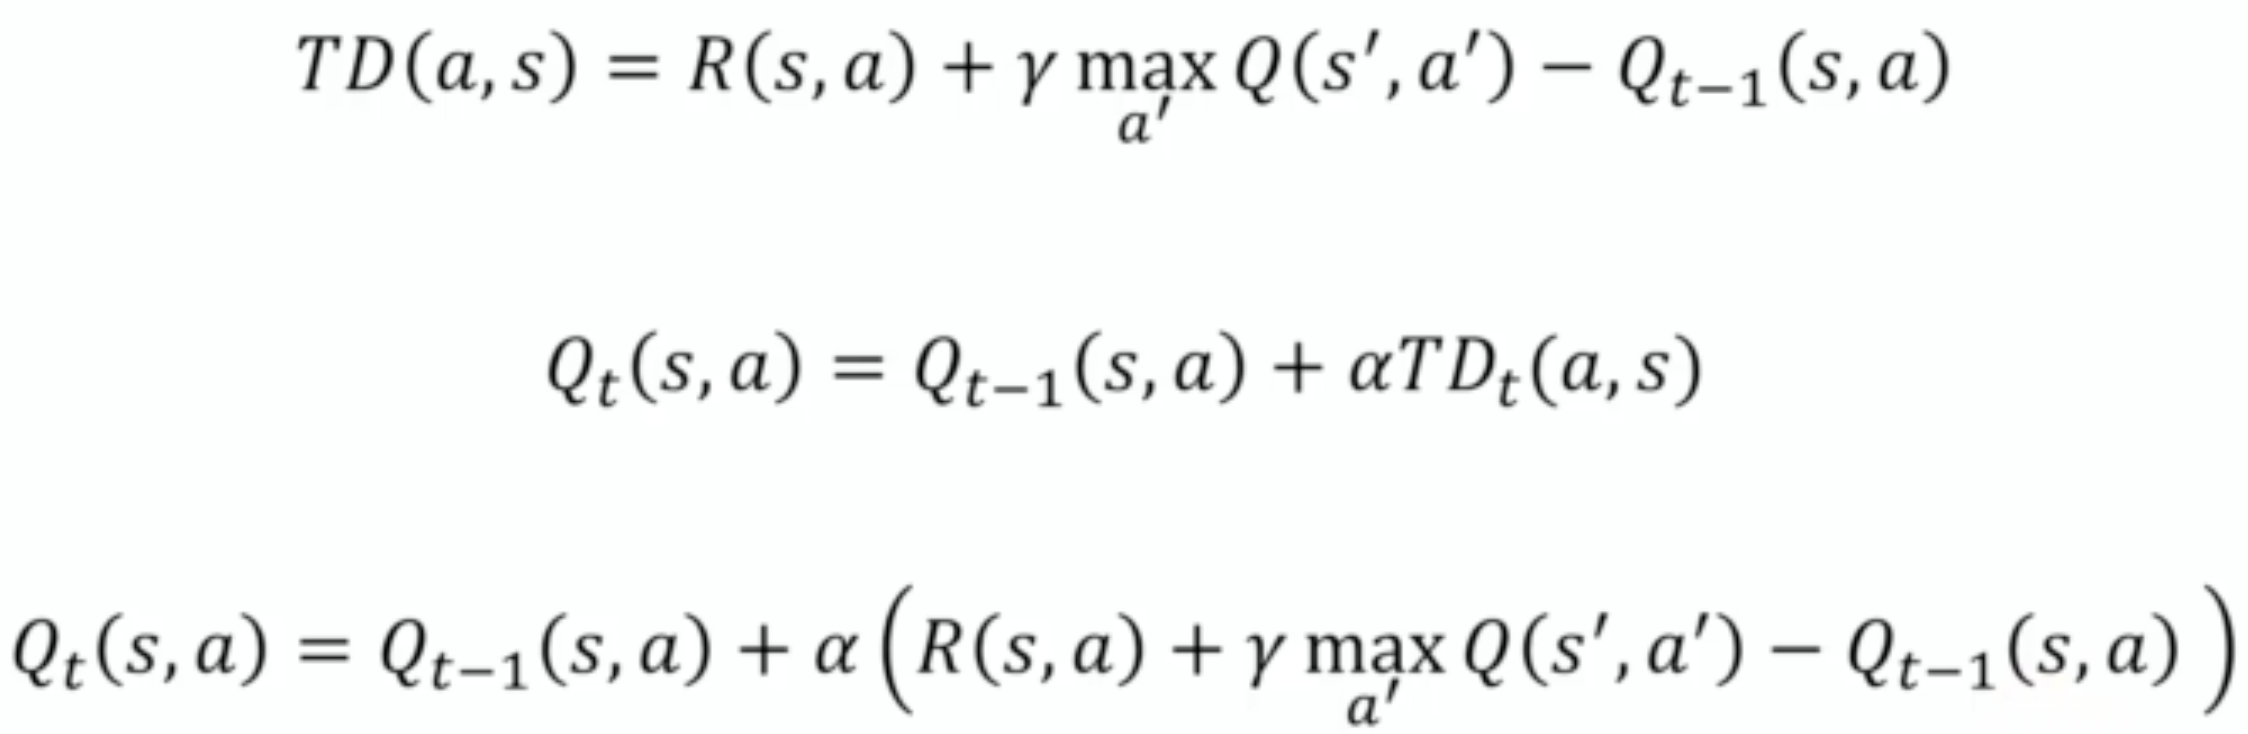 TD(a, s) = R(s, a) + γ max_{a′} Q(s′, a′) − Q_{t−1}(s, a)
Q_t(s, a) = Q_{t−1}(s, a) + αTD_t(a, s)
Q_t(s, a) = Q_{t−1}(s, a) + α(R(s, a) + γ max_{a′} Q(s′, a′) − Q_{t−1}(s, a))